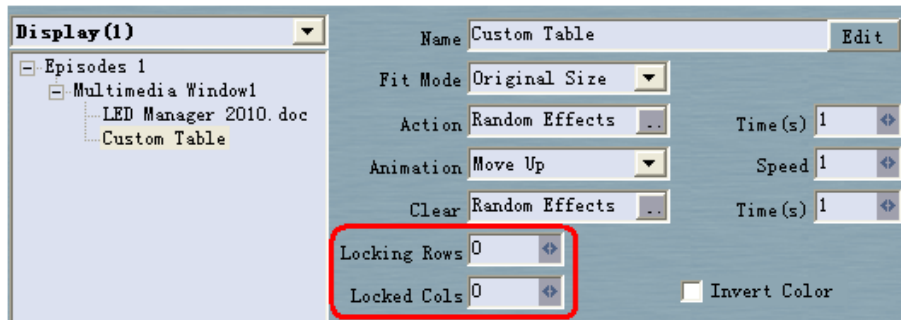 Display(1)
Episodes 1
Multimedia Window1
LED Manager 2010.doc
Custom Table
Name Custom Table Edit
Fit Mode Original Size
Action Random Effects .. Time(s) 1
Animation Move Up Speed 1
Clear Random Effects .. Time(s) 1
Locking Rows 0
Locked Cols 0 Invert Color